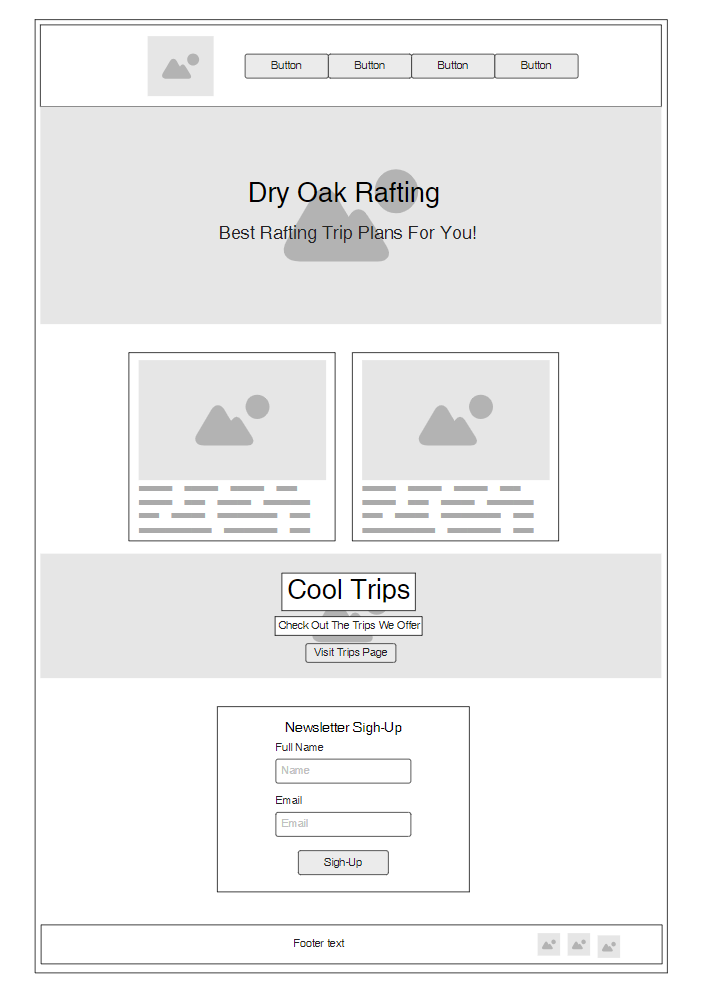 Button Button Button Button
Dry Oak Rafting
Best Rafting Trip Plans For You!
Cool Trips
Check Out The Trips We Offer
Visit Trips Page
Newsletter Sigh-Up
Full Name
Name
Email
Email
Sigh-Up
Footer text